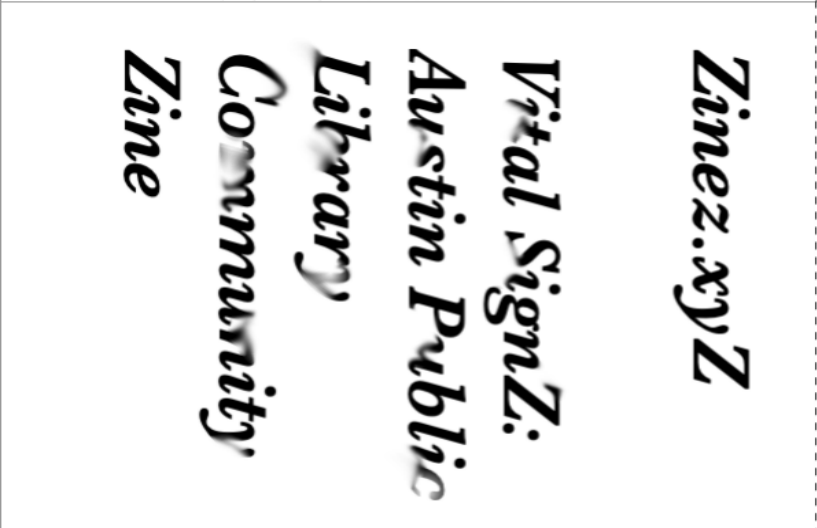 Zinez.xyZ
Vital SignZ:
Austin Public
Library
Community
Zine